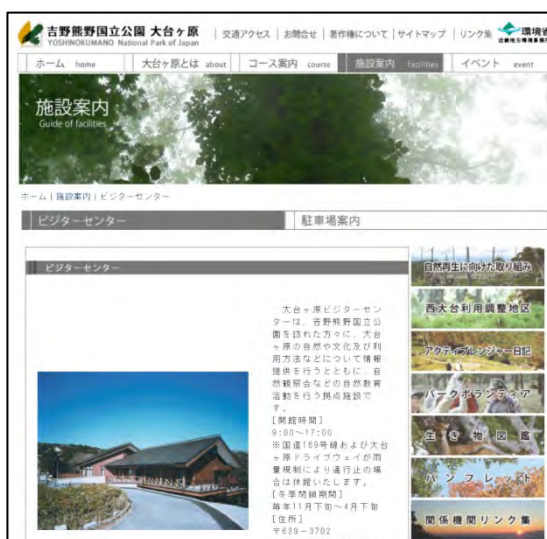 吉野熊野国立公園 大台ヶ原
YOSHINOKUMANO National Park of Japan
交通アクセス | お問合せ | 著作権について | サイトマップ | リンク集
環境省
ホーム home
大台ヶ原とは about
コース案内 course
施設案内 facilities
イベント event
施設案内
Guide of facilities
ホーム | 施設案内 | ビジターセンター
ビジターセンター
駐車場案内
ビジターセンター
大台ヶ原ビジターセン
ターは、吉野熊野国立公
園を訪れた方々に、大台
ヶ原の自然や文化及び利
用方法などについて情報
提供を行うとともに、自
然観察会などの自然教育
活動を行う拠点施設で
す。
[開館時間]
9:00～17:00
※国道169号線および大台
ヶ原ドライブウェイが雨
量規制により通行止の場
合は休館いたします。
[冬季閉鎖期間]
毎年11月下旬～4月下旬
[住所]
〒639-3702
自然再生に向けた取り組み
西大台利用調整地区
アクティブレンジャー日記
パークボランティア
生き物図鑑
パンフレット
関係機関リンク集